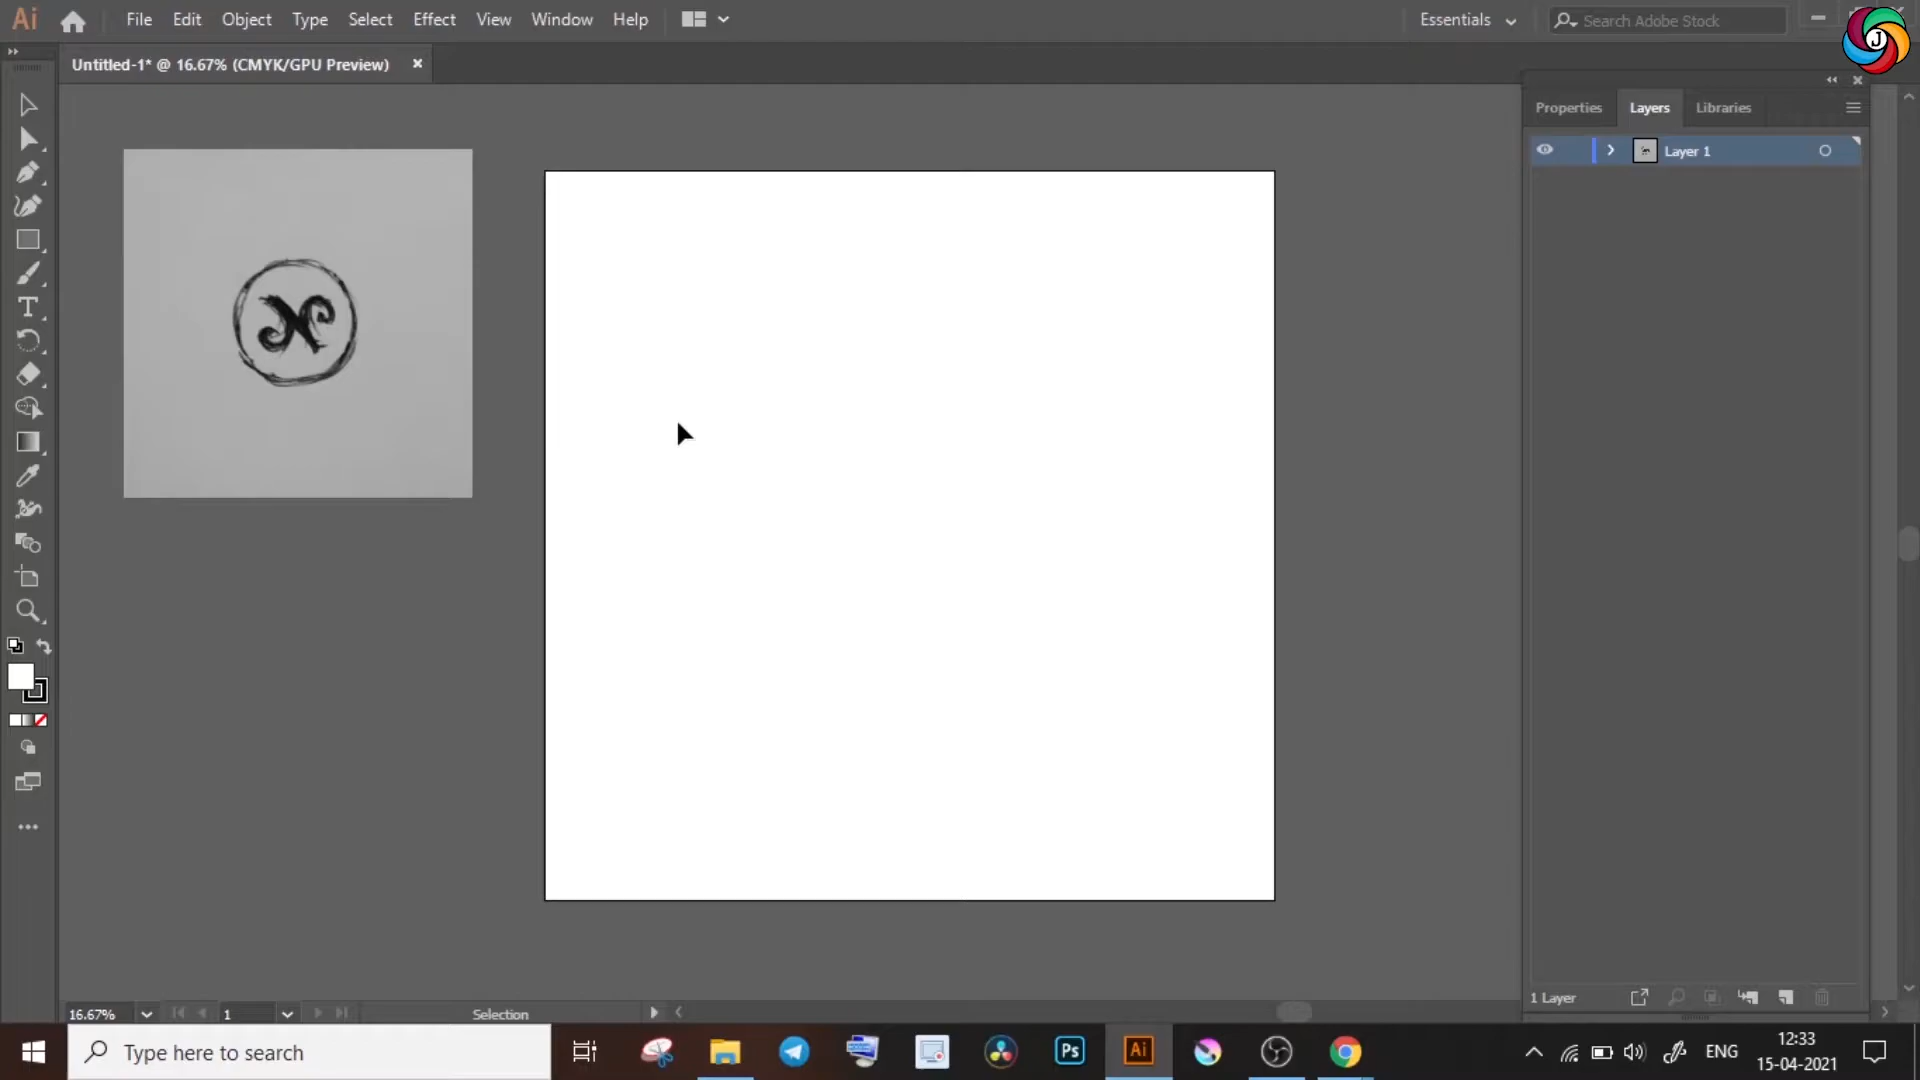 Ai File Edit Object Type Select Effect View Window Help Essentials Search Adobe Stock
J
Untitled-1* @ 16.67% (CMYK/GPU Preview) ×
Properties Layers Libraries
Layer 1
N
T
1 Layer
16.67% 1 Selection
Type here to search
Ps Ai
ENG
12:33
15-04-2021